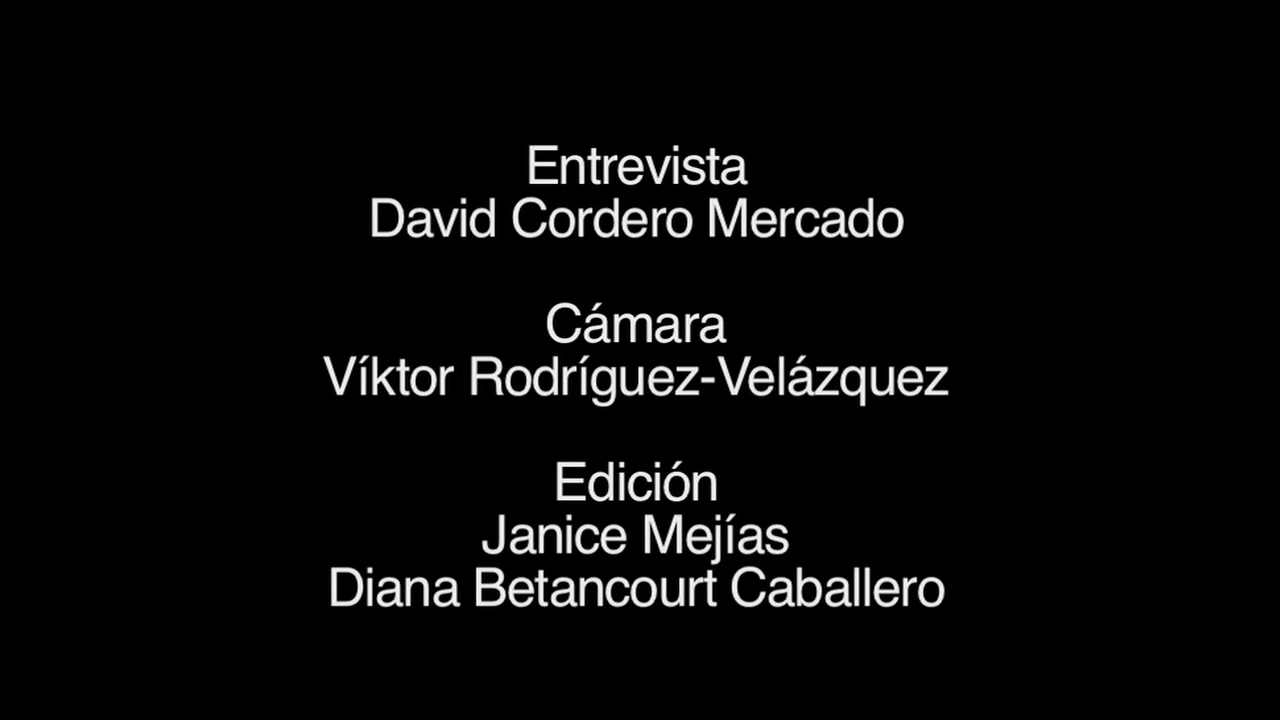 Entrevista
David Cordero Mercado
Cámara
Víktor Rodríguez-Velázquez
Edición
Janice Mejías
Diana Betancourt Caballero